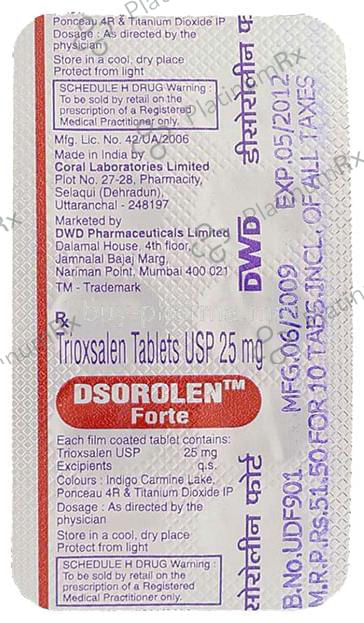 Ponceau 4R & Titanium Dioxide IP
Dosage : As directed by the
physician
Store in a cool, dry place
Protect from light
SCHEDULE H DRUG Warning :
To be sold by retail on the
prescription of a Registered
Medical Practitioner only.
Mfg. Lic. No. 42/UA/2006
Made in India by
Coral Laboratories Limited
Plot No. 27-28, Pharmacity,
Selaqui (Dehradun),
Uttaranchal - 248197
Marketed by
DWD Pharmaceuticals Limited
Dalamal House, 4th floor,
Jamnalal Bajaj Marg,
Nariman Point, Mumbai 400 021
TM - Trademark
Rx
Trioxsalen Tablets USP 25 mg
DSOROLEN™
Forte
Each film coated tablet contains:
Trioxsalen USP 25 mg
Excipients q.s.
Colours : Indigo Carmine Lake,
Ponceau 4R & Titanium Dioxide IP
Dosage : As directed by the
physician
Store in a cool, dry place
Protect from light
SCHEDULE H DRUG Warning :
To be sold by retail on the
prescription of a Registered
Medical Practitioner only.
सोरोलीन फोर्ट DWD डीसोरोलीन
B.No.UDF901 MFG.06/2009 EXP.05/2012
M.R.P.Rs.51.50 FOR 10 TABS.INCL.OF ALL TAXES
PlatinumRx